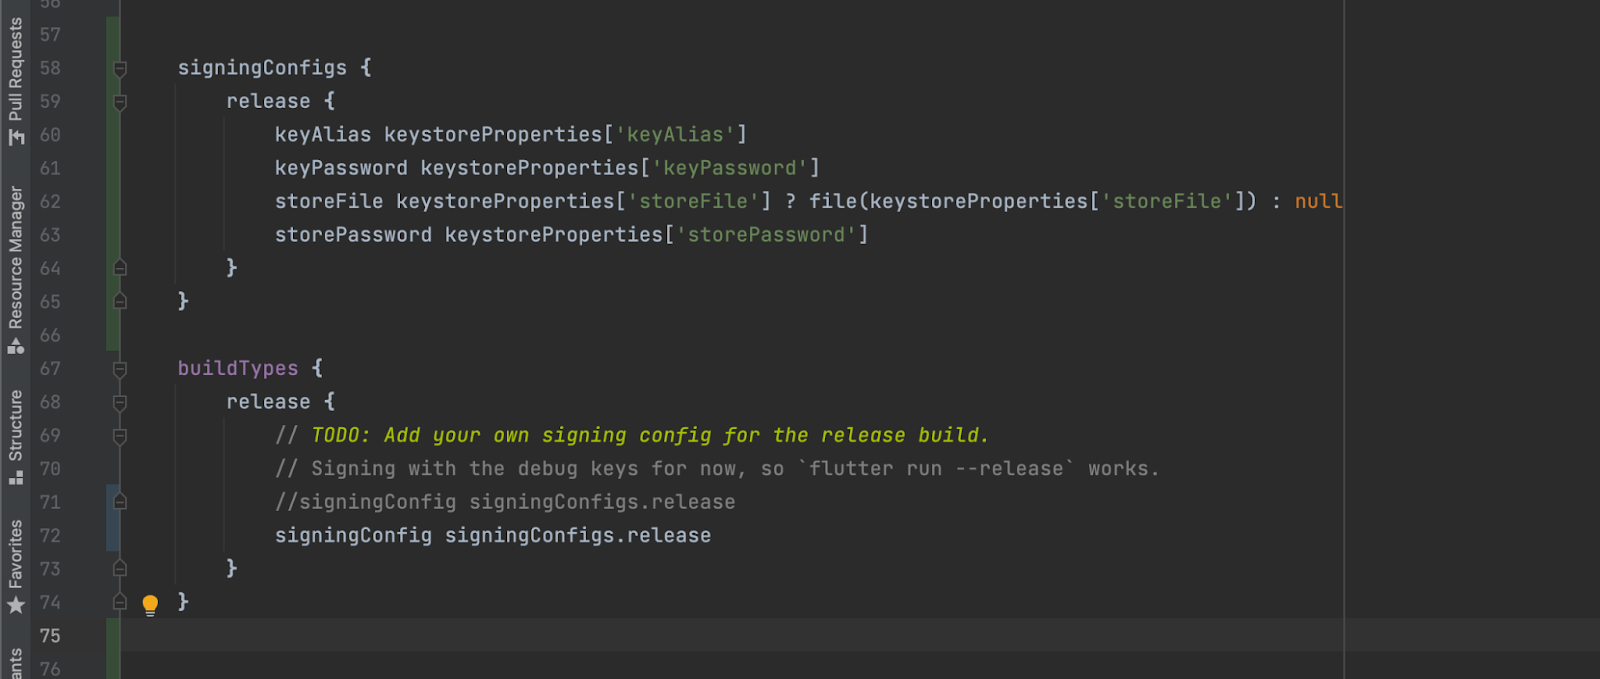 Pull Requests
Resource Manager
Structure
Favorites
56
57
58 signingConfigs {
59 release {
60 keyAlias keystoreProperties['keyAlias']
61 keyPassword keystoreProperties['keyPassword']
62 storeFile keystoreProperties['storeFile'] ? file(keystoreProperties['storeFile']) : null
63 storePassword keystoreProperties['storePassword']
64 }
65 }
66
67 buildTypes {
68 release {
69 // TODO: Add your own signing config for the release build.
70 // Signing with the debug keys for now, so `flutter run --release` works.
71 //signingConfig signingConfigs.release
72 signingConfig signingConfigs.release
73 }
74 }
75
76